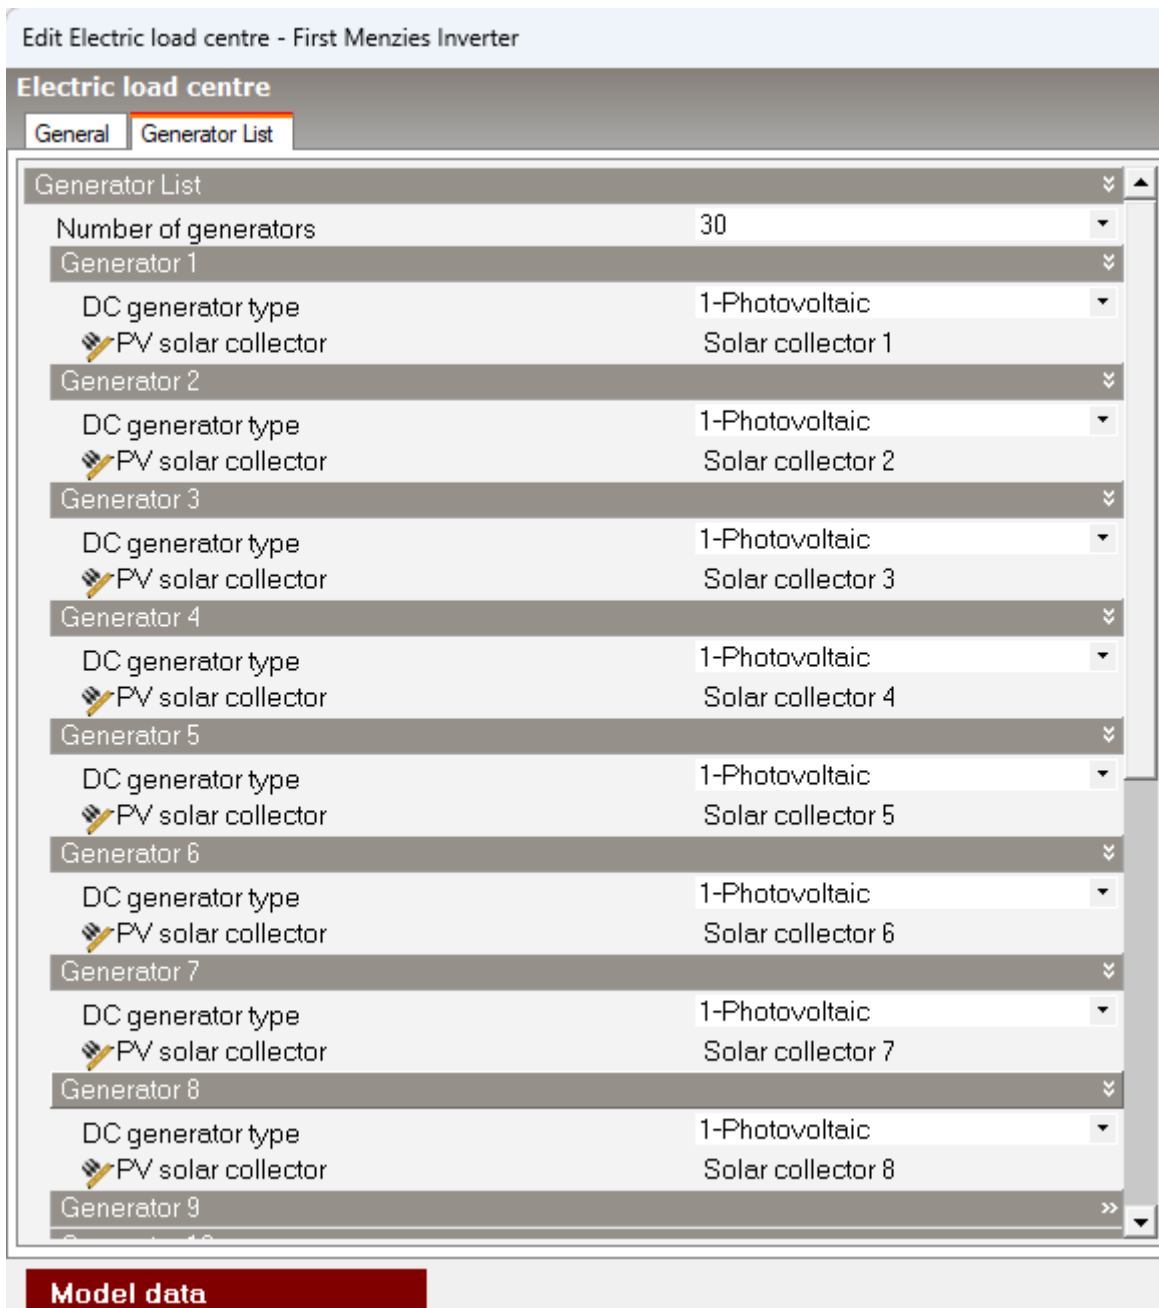 Edit Electric load centre - First Menzies Inverter
Electric load centre
General Generator List
Generator List
Number of generators 30
Generator 1
DC generator type 1-Photovoltaic
PV solar collector Solar collector 1
Generator 2
DC generator type 1-Photovoltaic
PV solar collector Solar collector 2
Generator 3
DC generator type 1-Photovoltaic
PV solar collector Solar collector 3
Generator 4
DC generator type 1-Photovoltaic
PV solar collector Solar collector 4
Generator 5
DC generator type 1-Photovoltaic
PV solar collector Solar collector 5
Generator 6
DC generator type 1-Photovoltaic
PV solar collector Solar collector 6
Generator 7
DC generator type 1-Photovoltaic
PV solar collector Solar collector 7
Generator 8
DC generator type 1-Photovoltaic
PV solar collector Solar collector 8
Generator 9
Model data